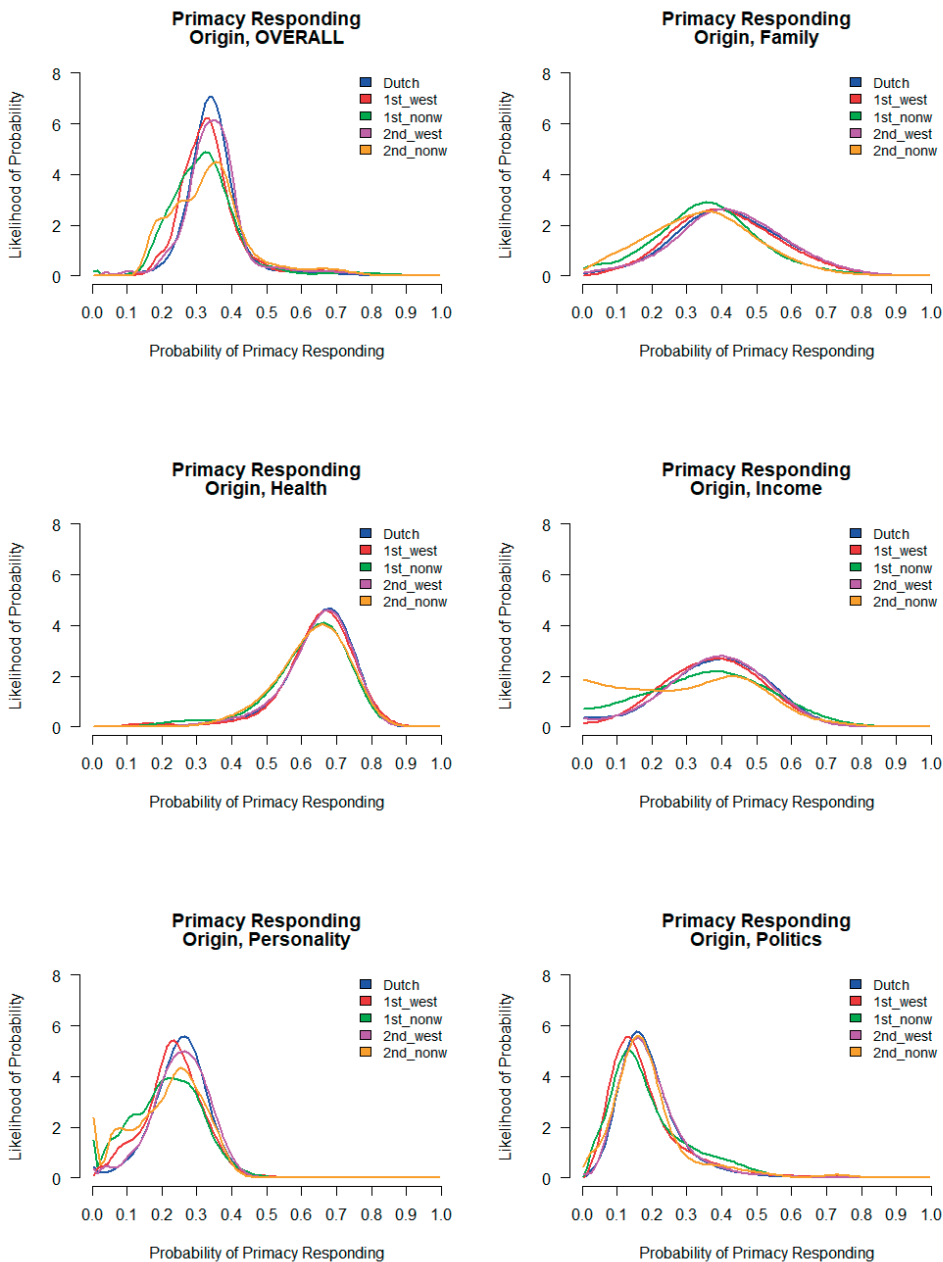 Primacy Responding
Origin, OVERALL
Likelihood of Probability
8
6
4
2
0
Dutch
1st_west
1st_nonw
2nd_west
2nd_nonw
0.0 0.1 0.2 0.3 0.4 0.5 0.6 0.7 0.8 0.9 1.0
Probability of Primacy Responding
Primacy Responding
Origin, Family
Likelihood of Probability
8
6
4
2
0
Dutch
1st_west
1st_nonw
2nd_west
2nd_nonw
0.0 0.1 0.2 0.3 0.4 0.5 0.6 0.7 0.8 0.9 1.0
Probability of Primacy Responding
Primacy Responding
Origin, Health
Likelihood of Probability
8
6
4
2
0
Dutch
1st_west
1st_nonw
2nd_west
2nd_nonw
0.0 0.1 0.2 0.3 0.4 0.5 0.6 0.7 0.8 0.9 1.0
Probability of Primacy Responding
Primacy Responding
Origin, Income
Likelihood of Probability
8
6
4
2
0
Dutch
1st_west
1st_nonw
2nd_west
2nd_nonw
0.0 0.1 0.2 0.3 0.4 0.5 0.6 0.7 0.8 0.9 1.0
Probability of Primacy Responding
Primacy Responding
Origin, Personality
Likelihood of Probability
8
6
4
2
0
Dutch
1st_west
1st_nonw
2nd_west
2nd_nonw
0.0 0.1 0.2 0.3 0.4 0.5 0.6 0.7 0.8 0.9 1.0
Probability of Primacy Responding
Primacy Responding
Origin, Politics
Likelihood of Probability
8
6
4
2
0
Dutch
1st_west
1st_nonw
2nd_west
2nd_nonw
0.0 0.1 0.2 0.3 0.4 0.5 0.6 0.7 0.8 0.9 1.0
Probability of Primacy Responding